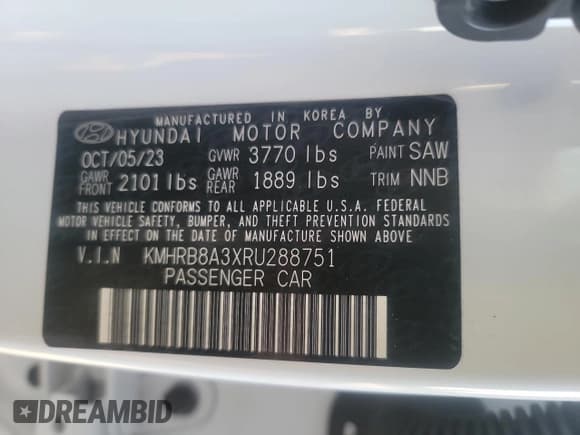 MANUFACTURED IN KOREA BY
HYUNDAI MOTOR COMPANY
OCT/05/23 GVWR 3770 lbs PAINT SAW
GAWR FRONT 2101 lbs GAWR REAR 1889 lbs TRIM NNB
THIS VEHICLE CONFORMS TO ALL APPLICABLE U.S.A. FEDERAL
MOTOR VEHICLE SAFETY, BUMPER, AND THEFT PREVENTION STANDARDS
IN EFFECT ON THE DATE OF MANUFACTURE SHOWN ABOVE
V.I.N KMHRB8A3XRU288751
PASSENGER CAR
DREAMBID